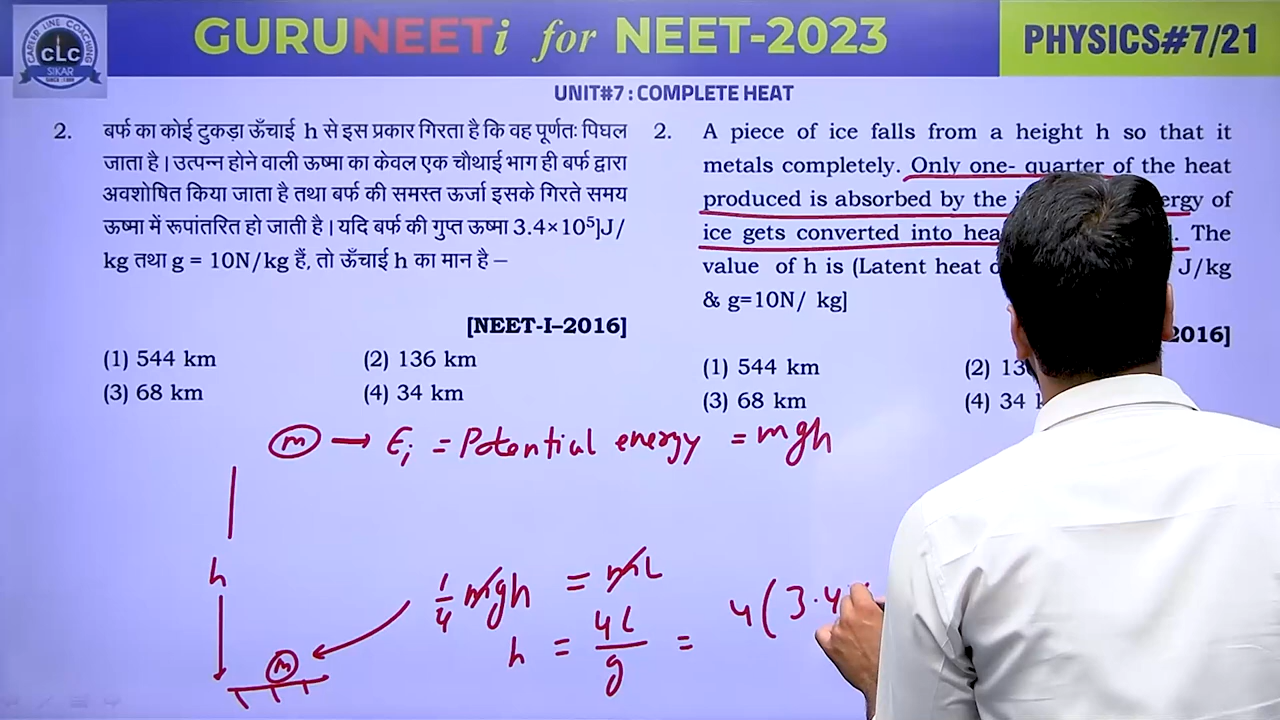 CAREER LINE COACHING
CLC
SIKAR
GURUNEETi for NEET-2023
PHYSICS#7/21
UNIT#7 : COMPLETE HEAT
2. बर्फ का कोई टुकड़ा ऊँचाई h से इस प्रकार गिरता है कि वह पूर्णतः पिघल
जाता है। उत्पन्न होने वाली ऊष्मा का केवल एक चौथाई भाग ही बर्फ द्वारा
अवशोषित किया जाता है तथा बर्फ की समस्त ऊर्जा इसके गिरते समय
ऊष्मा में रूपांतरित हो जाती है। यदि बर्फ की गुप्त ऊष्मा 3.4×10⁵]J/
kg तथा g = 10N/kg हैं, तो ऊँचाई h का मान है –
[NEET-I-2016]
(1) 544 km (2) 136 km
(3) 68 km (4) 34 km
2. A piece of ice falls from a height h so that it
metals completely. Only one- quarter of the heat
produced is absorbed by the of
ice gets converted into The
value of h is (Latent heat J/kg
& g=10N/ kg]
2016]
(1) 544 km (2)
(3) 68 km (4) 34
m → Ei = Potential energy = mgh
h
1/4 mgh = mL
h = 4L/g = 4(3.4
m